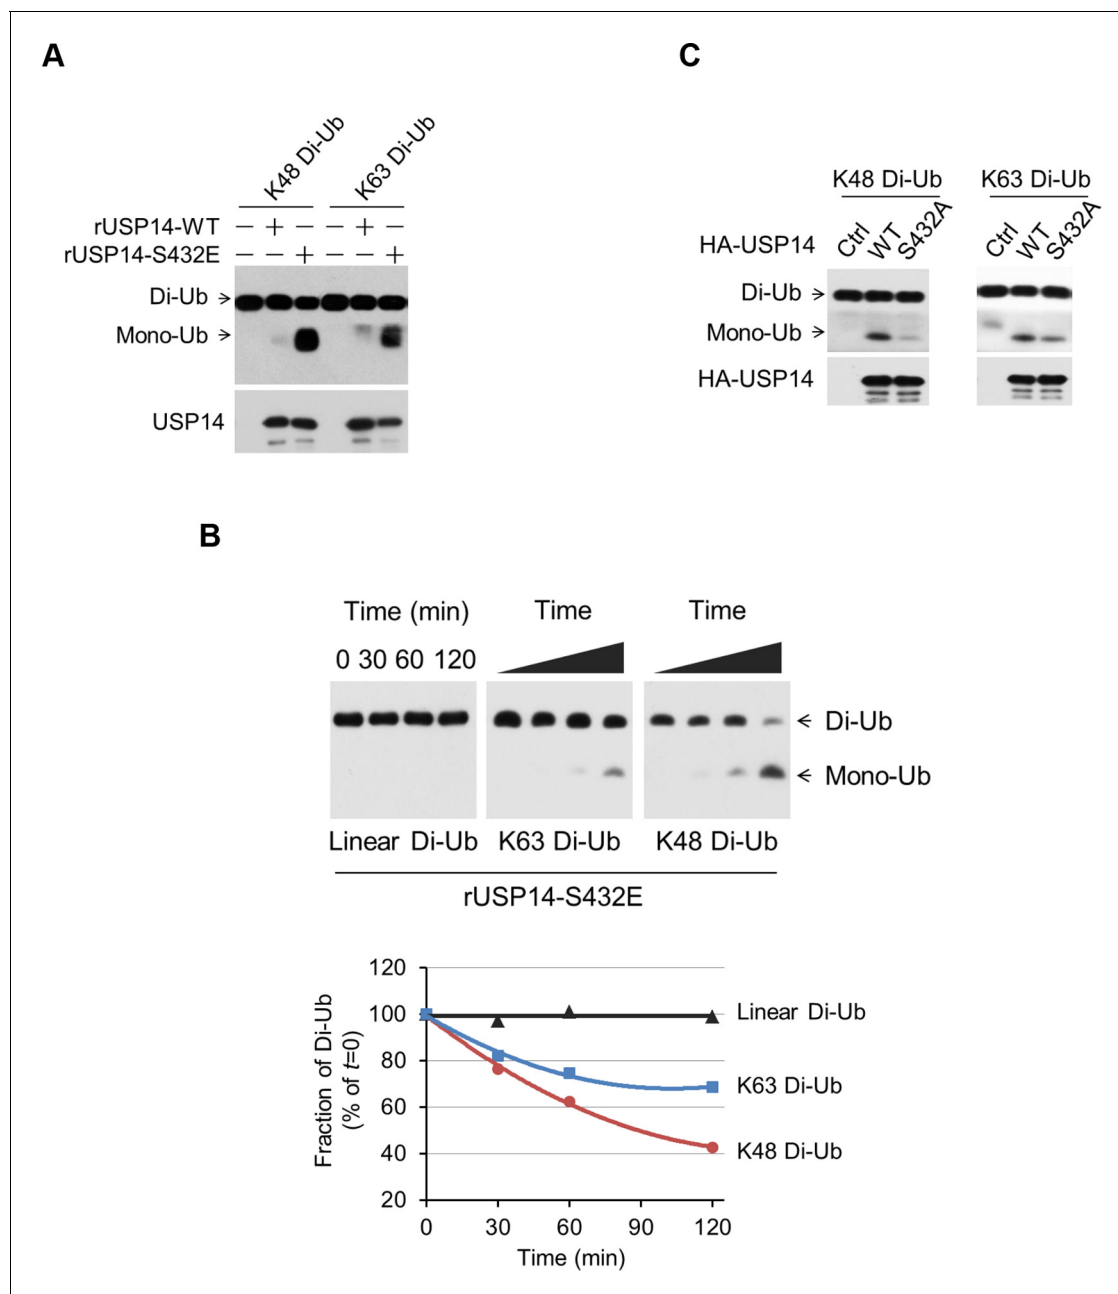 A
K48 Di-Ub
K63 Di-Ub
rUSP14-WT – + – – + –
rUSP14-S432E – – + – – +
Di-Ub
Mono-Ub
USP14
C
K48 Di-Ub
K63 Di-Ub
HA-USP14
Ctrl WT S432A
Ctrl WT S432A
Di-Ub
Mono-Ub
HA-USP14
B
Time (min)
Time
Time
0 30 60 120
Di-Ub
Mono-Ub
Linear Di-Ub
K63 Di-Ub
K48 Di-Ub
rUSP14-S432E
Fraction of Di-Ub
(% of t=0)
120
100
80
60
40
20
Linear Di-Ub
K63 Di-Ub
K48 Di-Ub
0 30 60 90 120
Time (min)